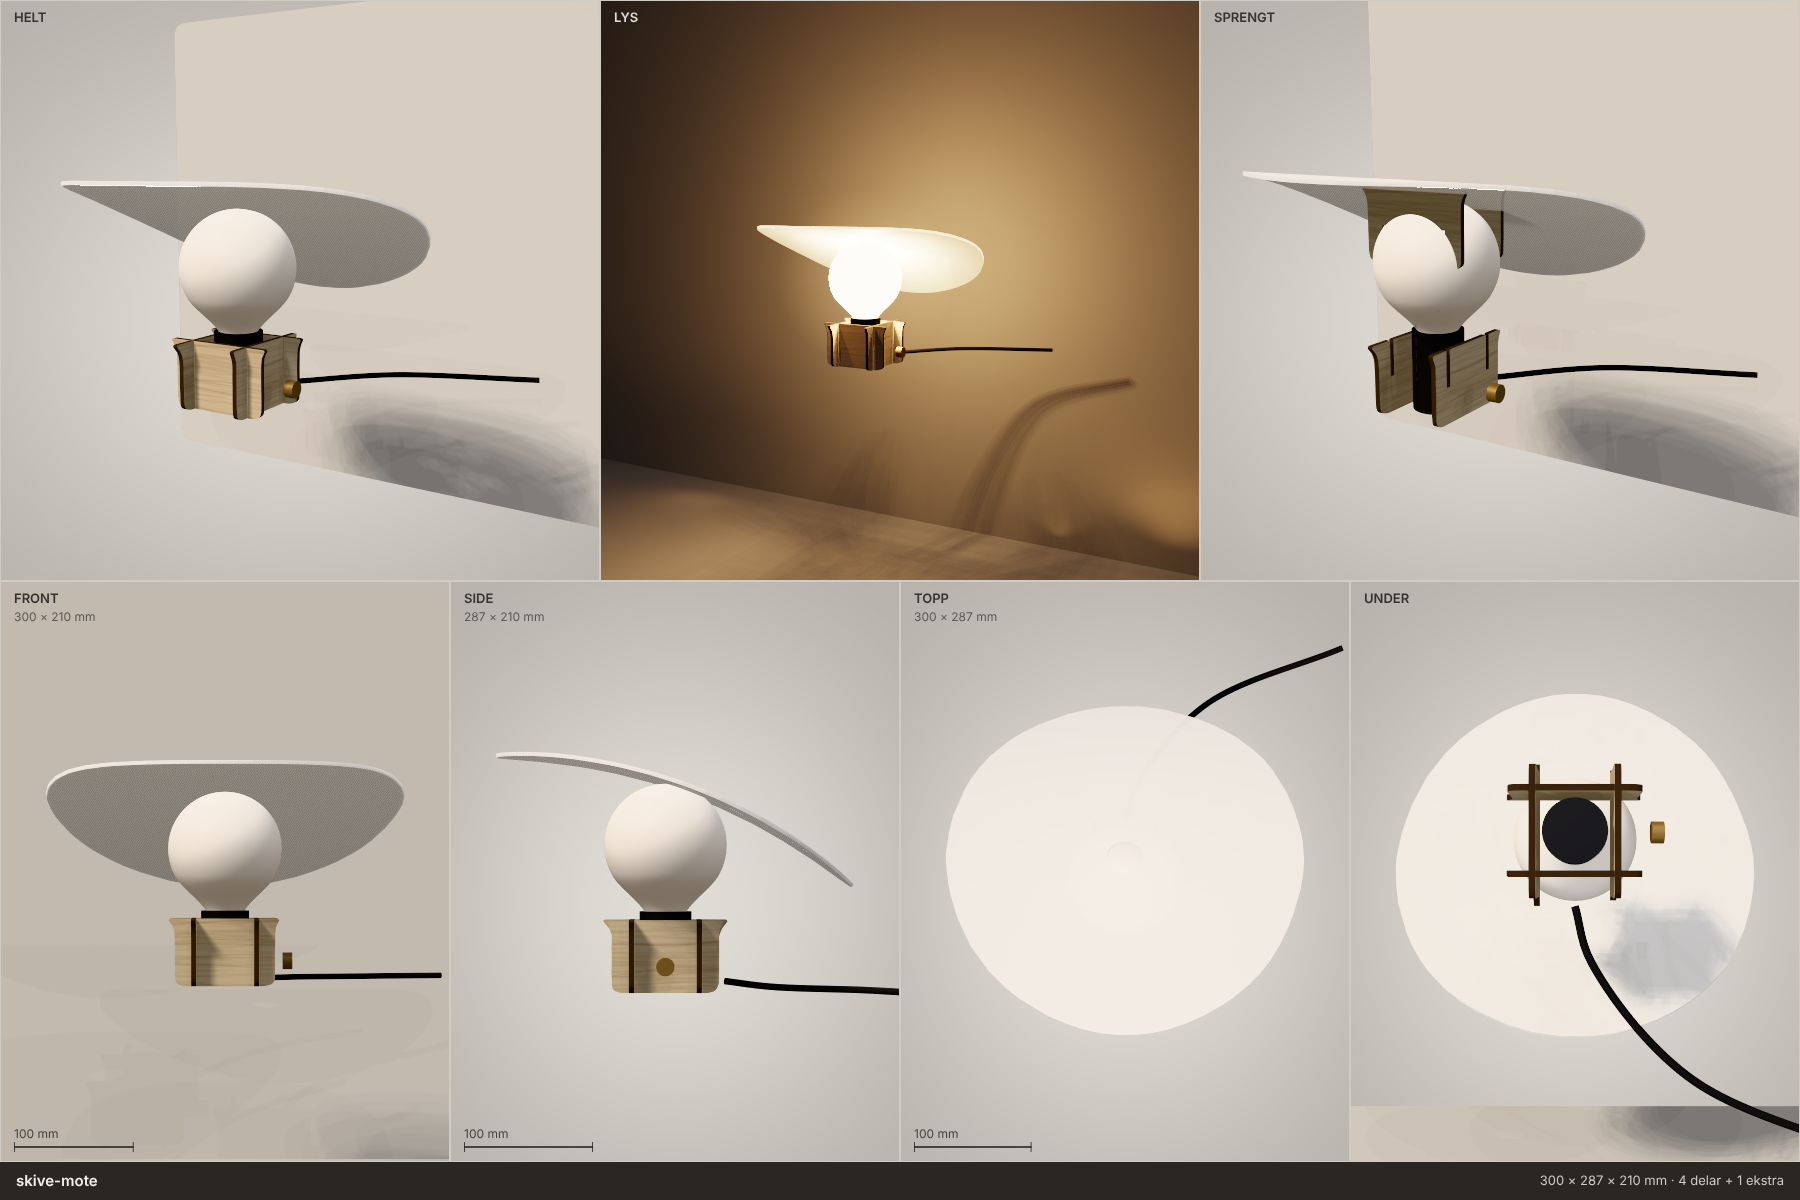 HELT
LYS
SPRENGT
FRONT
300 × 210 mm
SIDE
287 × 210 mm
TOPP
300 × 287 mm
UNDER
100 mm
100 mm
100 mm
skive-mote
300 × 287 × 210 mm · 4 delar + 1 ekstra